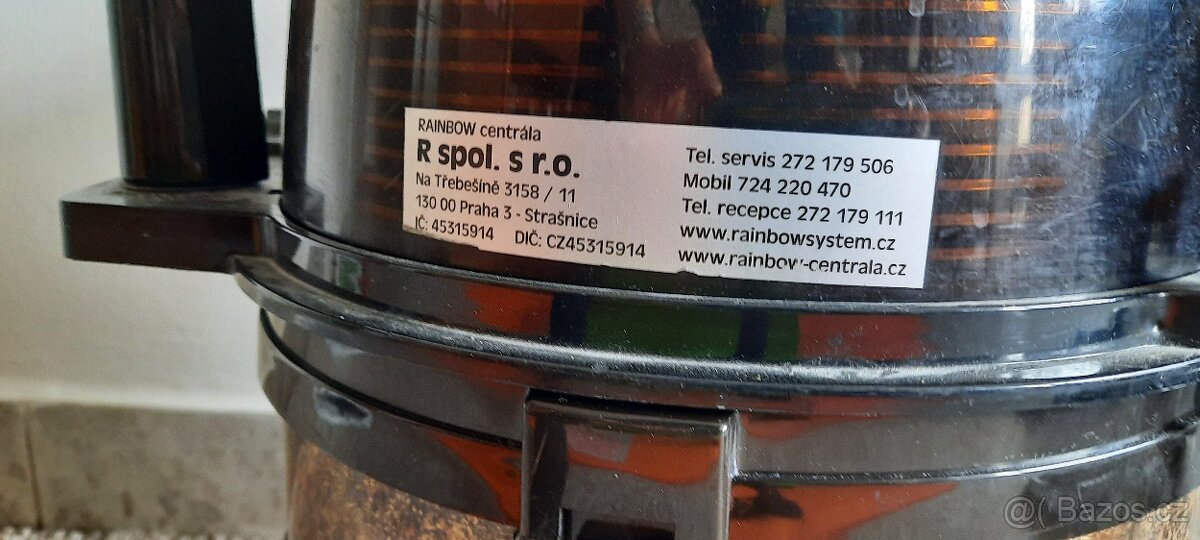 RAINBOW centrála
R spol. s r.o.
Na Třebešíně 3158 / 11
130 00 Praha 3 - Strašnice
IČ: 45315914 DIČ: CZ45315914
Tel. servis 272 179 506
Mobil 724 220 470
Tel. recepce 272 179 111
www.rainbowsystem.cz
www.rainbow-centrala.cz
@( Bazos.cz